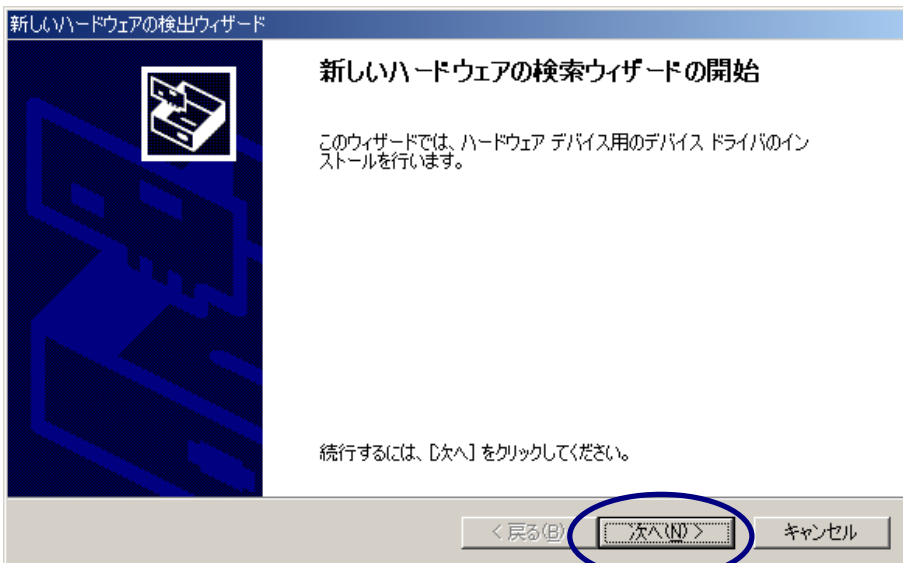 新しいハードウェアの検出ウィザード
新しいハードウェアの検索ウィザードの開始
このウィザードでは、ハードウェア デバイス用のデバイス ドライバのイン
ストールを行います。
続行するには、[次へ] をクリックしてください。
< 戻る(B)
次へ(N) >
キャンセル